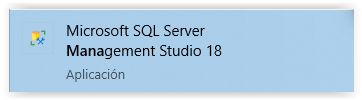 Microsoft SQL Server
Management Studio 18
Aplicación